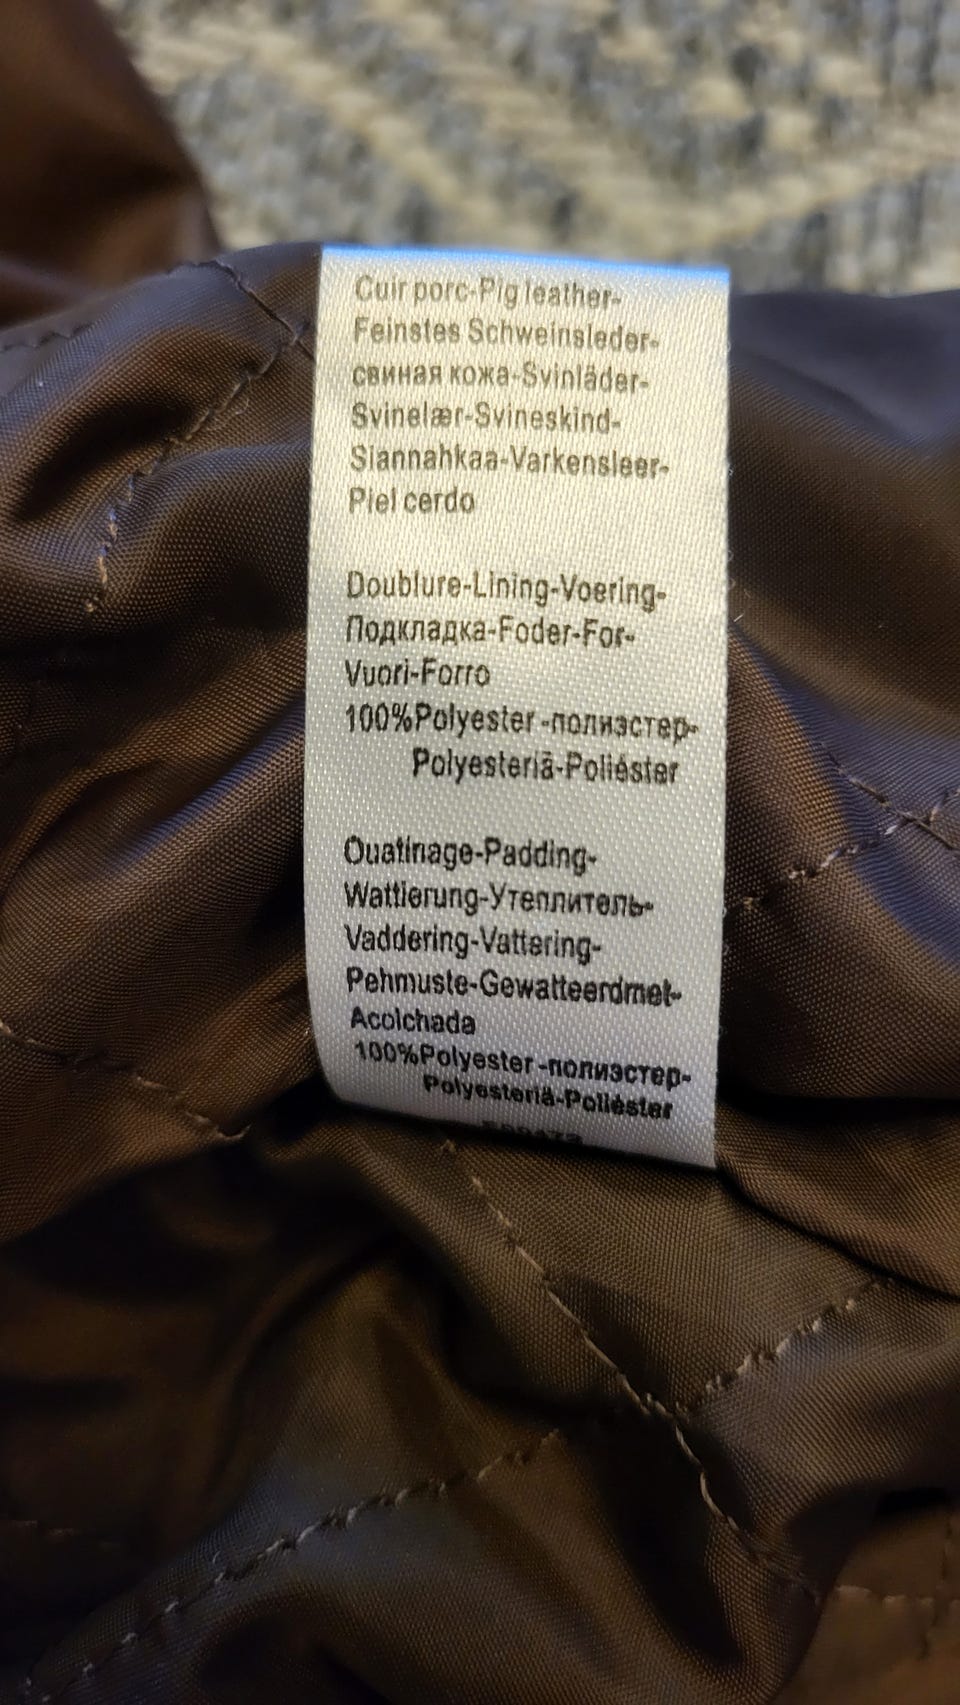 Cuir porc-Pig leather-
Feinstes Schweinsleder-
свиная кожа-Svinläder-
Svinelær-Svineskind-
Siannahkaa-Varkensleer-
Piel cerdo
Doublure-Lining-Voering-
Подкладка-Foder-For-
Vuori-Forro
100%Polyester-полиэстер-
Polyesteriä-Poliéster
Ouatinage-Padding-
Wattierung-Утеплитель-
Vaddering-Vattering-
Pehmuste-Gewatteerdmet-
Acolchada
100%Polyester-полиэстер-
Polyesteriä-Poliéster